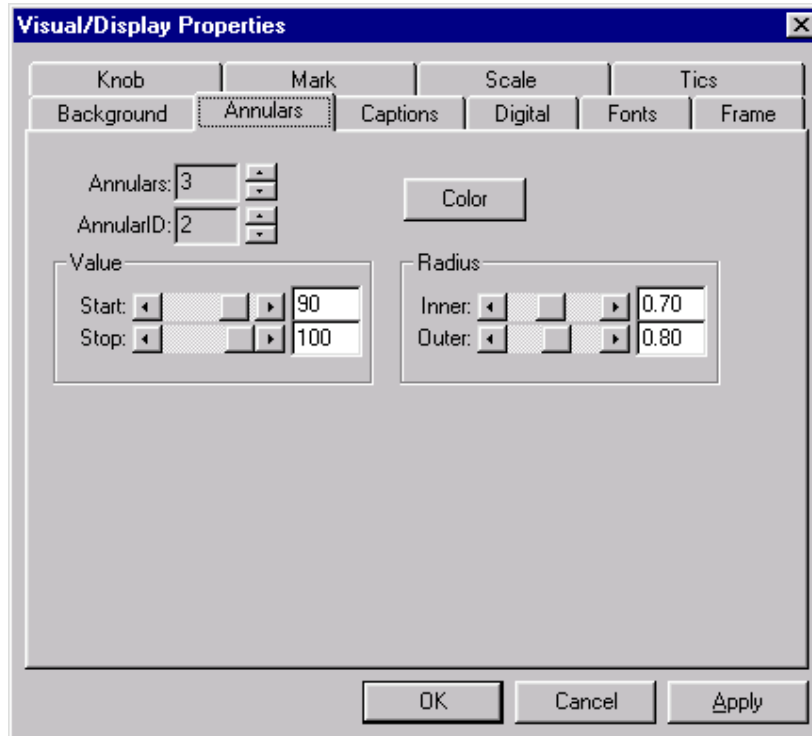 Visual/Display Properties
Knob Mark Scale Tics
Background Annulars Captions Digital Fonts Frame
Annulars: 3
Color
AnnularID: 2
Value
Start: 90
Stop: 100
Radius
Inner: 0.70
Outer: 0.80
OK Cancel Apply